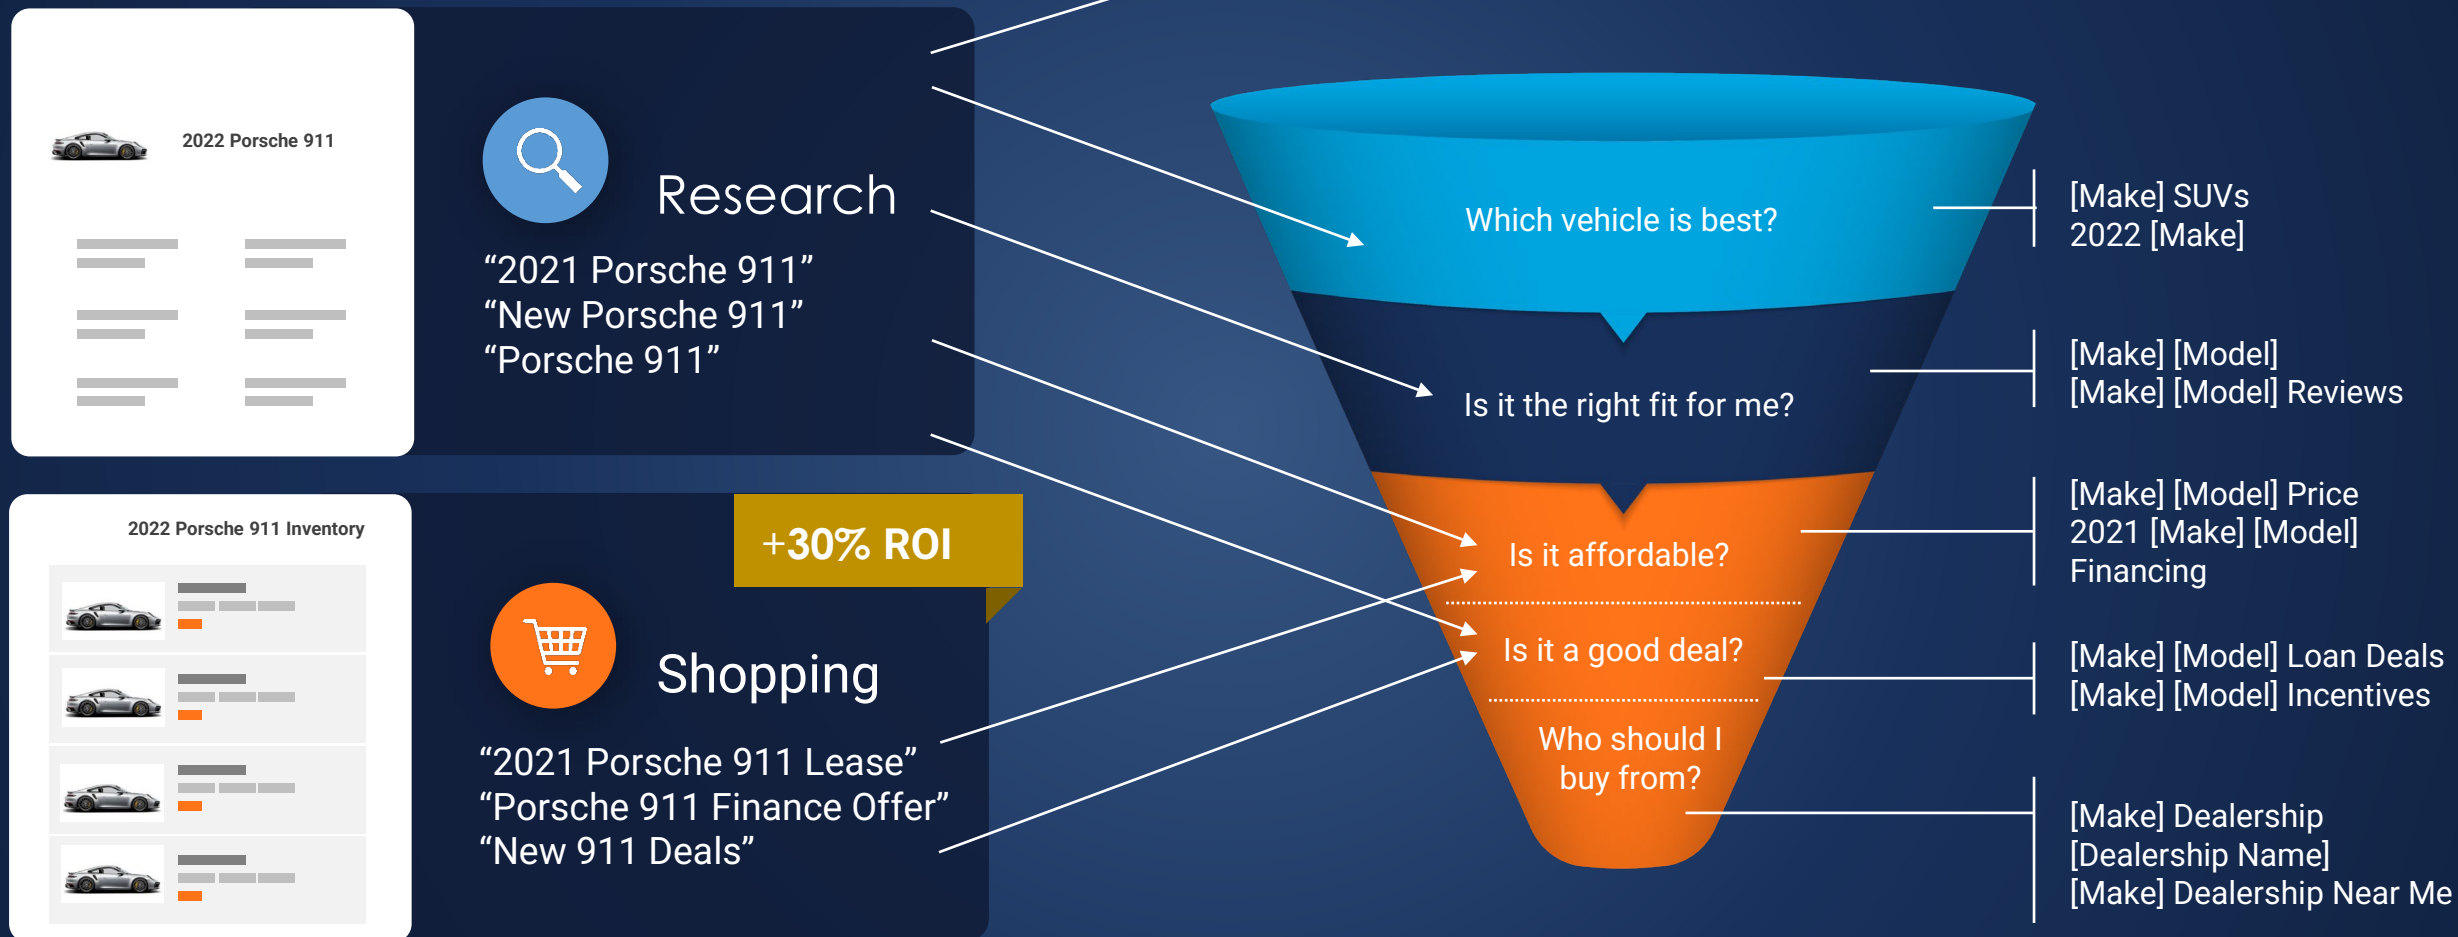 2022 Porsche 911
Research
“2021 Porsche 911”
“New Porsche 911”
“Porsche 911”
2022 Porsche 911 Inventory
+30% ROI
Shopping
“2021 Porsche 911 Lease”
“Porsche 911 Finance Offer”
“New 911 Deals”
Which vehicle is best?
Is it the right fit for me?
Is it affordable?
Is it a good deal?
Who should I
buy from?
[Make] SUVs
2022 [Make]
[Make] [Model]
[Make] [Model] Reviews
[Make] [Model] Price
2021 [Make] [Model]
Financing
[Make] [Model] Loan Deals
[Make] [Model] Incentives
[Make] Dealership
[Dealership Name]
[Make] Dealership Near Me